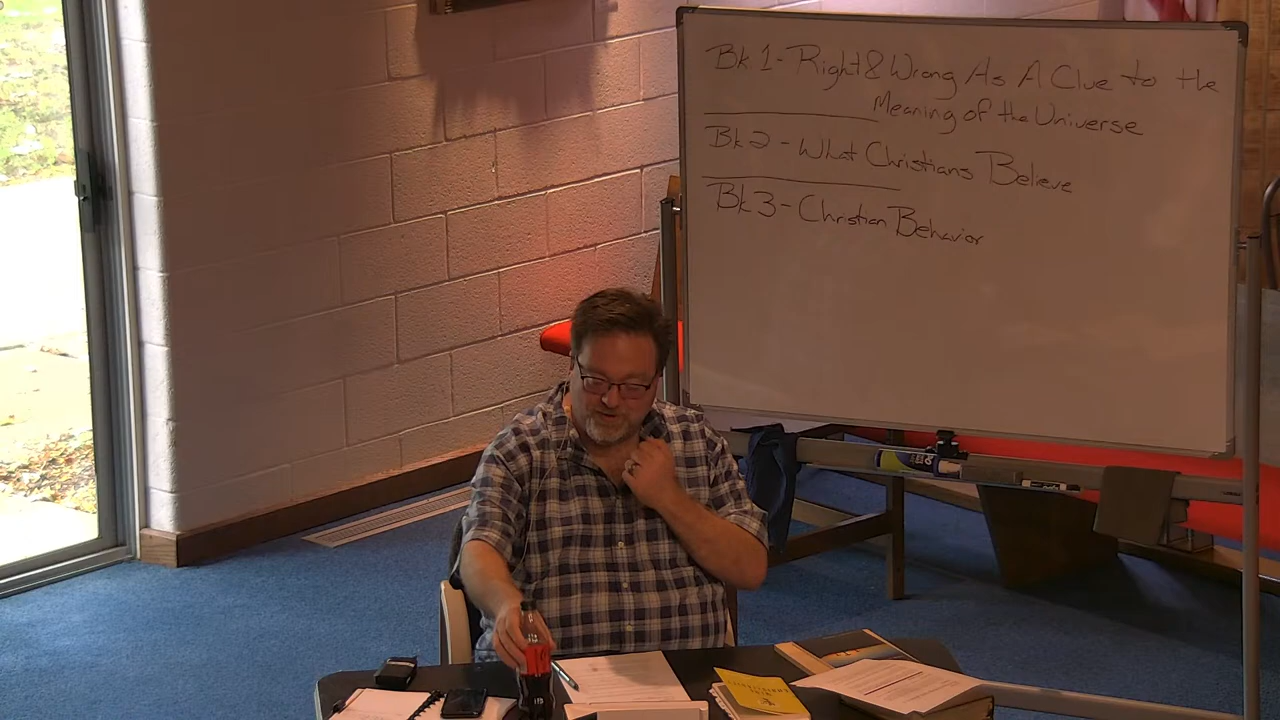 Bk 1 - Right & Wrong As A Clue to the
Meaning of the Universe
Bk 2 - What Christians Believe
Bk 3 - Christian Behavior